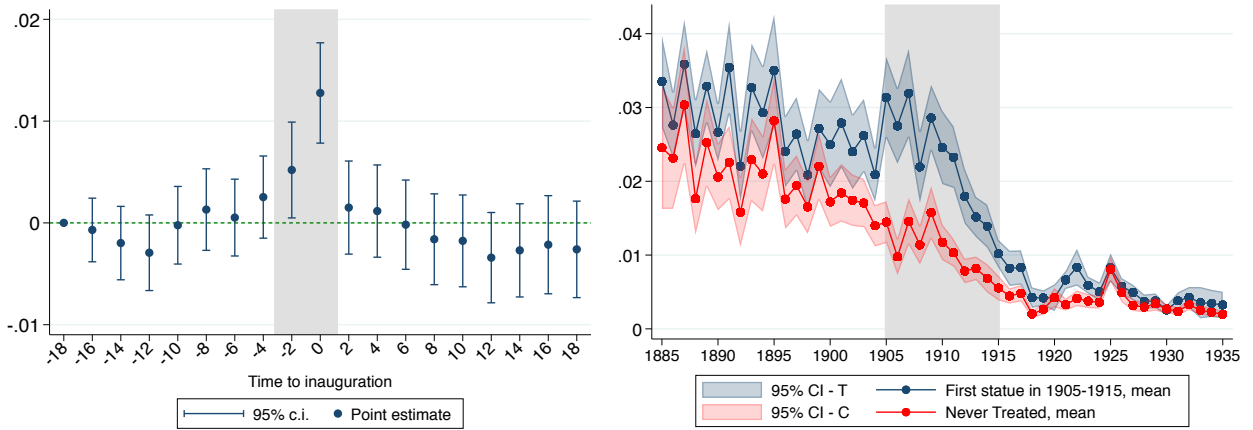 .02
.01
0
-.01
-18 -16 -14 -12 -10 -8 -6 -4 -2 0 2 4 6 8 10 12 14 16 18
Time to inauguration
95% c.i. Point estimate
.04
.03
.02
.01
0
1885 1890 1895 1900 1905 1910 1915 1920 1925 1930 1935
95% CI - T First statue in 1905-1915, mean
95% CI - C Never Treated, mean